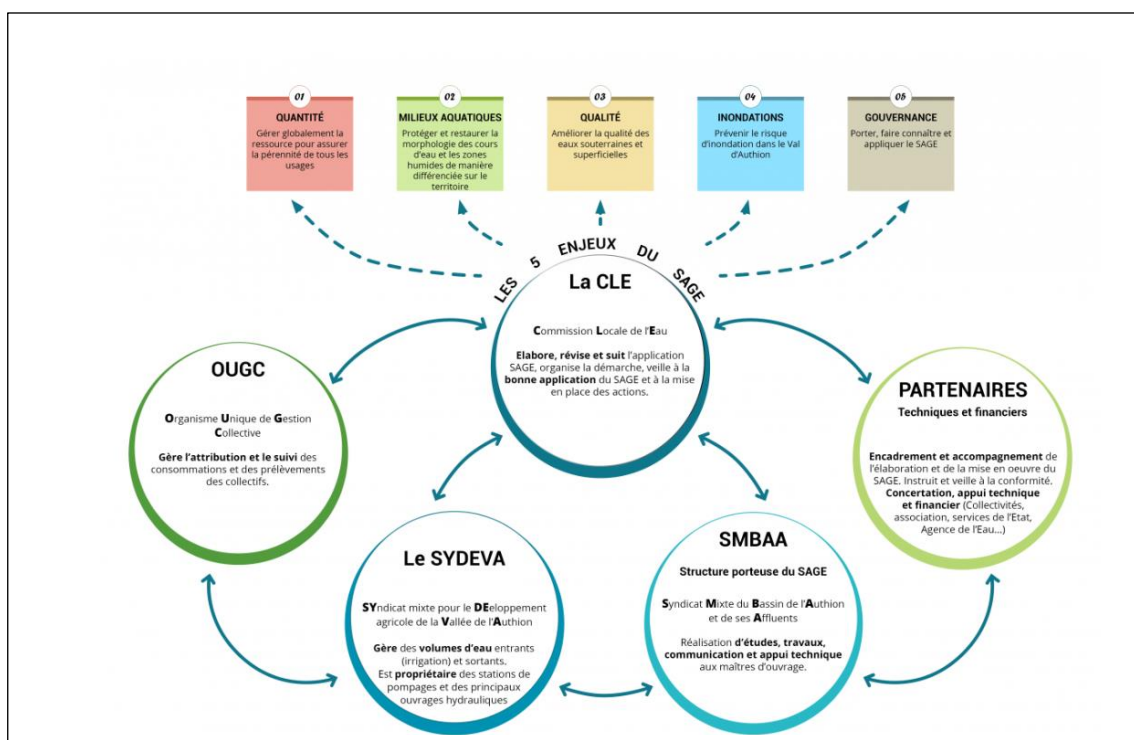 01
QUANTITÉ
Gérer globalement la
ressource pour assurer
la pérennité de tous les
usages
02
MILIEUX AQUATIQUES
Protéger et restaurer la
morphologie des cours
d'eau et les zones
humides de manière
différenciée sur le
territoire
03
QUALITÉ
Améliorer la qualité des
eaux souterraines et
superficielles
04
INONDATIONS
Prévenir le risque
d'inondation dans le Val
d'Authion
05
GOUVERNANCE
Porter, faire connaître et
appliquer le SAGE
LES 5 ENJEUX DU SAGE
La CLE
Commission Locale de l'Eau
Elabore, révise et suit l'application
SAGE, organise la démarche, veille à la
bonne application du SAGE et à la mise
en place des actions.
OUGC
Organisme Unique de Gestion
Collective
Gère l'attribution et le suivi des
consommations et des prélèvements
des collectifs.
Le SYDEVA
SYndicat mixte pour le DEeloppement
agricole de la Vallée de l'Authion
Gère des volumes d'eau entrants
(irrigation) et sortants.
Est propriétaire des stations de
pompages et des principaux
ouvrages hydrauliques
SMBAA
Structure porteuse du SAGE
Syndicat Mixte du Bassin de l'Authion
et de ses Affluents
Réalisation d'études, travaux,
communication et appui technique
aux maîtres d'ouvrage.
PARTENAIRES
Techniques et financiers
Encadrement et accompagnement de
l'élaboration et de la mise en oeuvre du
SAGE. Instruit et veille à la conformité.
Concertation, appui technique
et financier (Collectivités,
association, services de l'Etat,
Agence de l'Eau...)